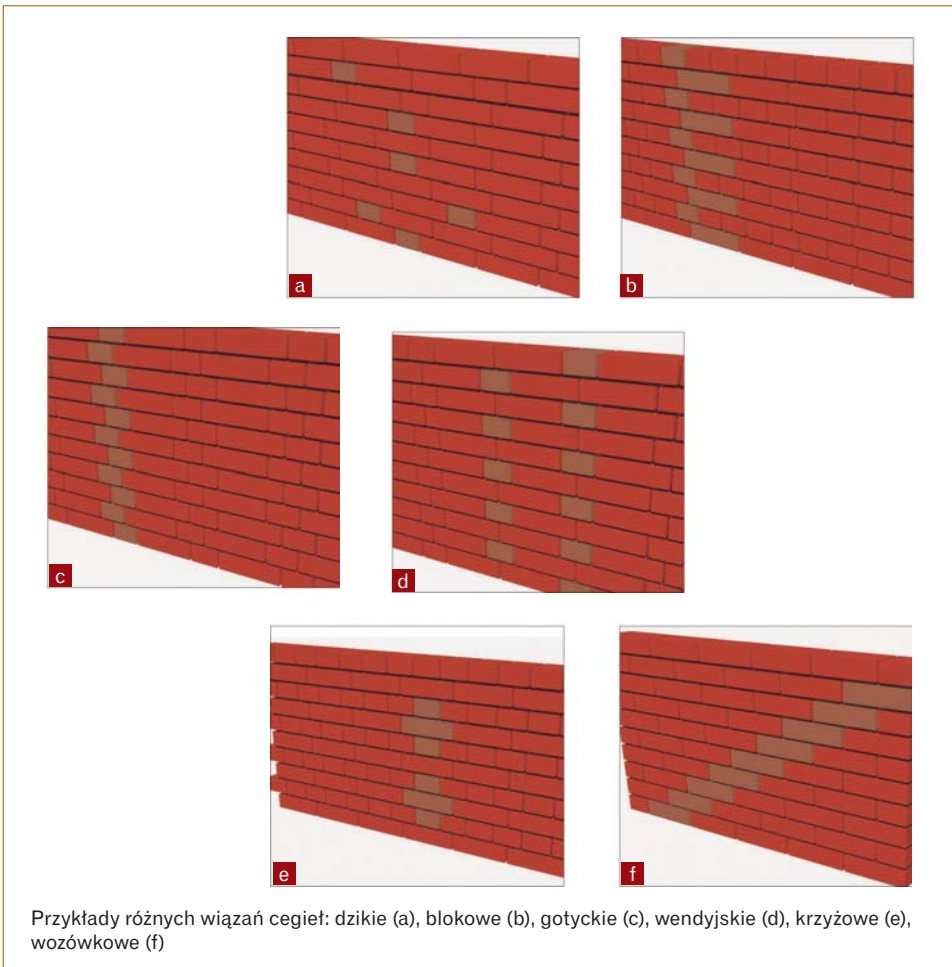 a
b
c
d
e
f
Przykłady różnych wiązań cegieł: dzikie (a), blokowe (b), gotyckie (c), wendyjskie (d), krzyżowe (e),
wozówkowe (f)